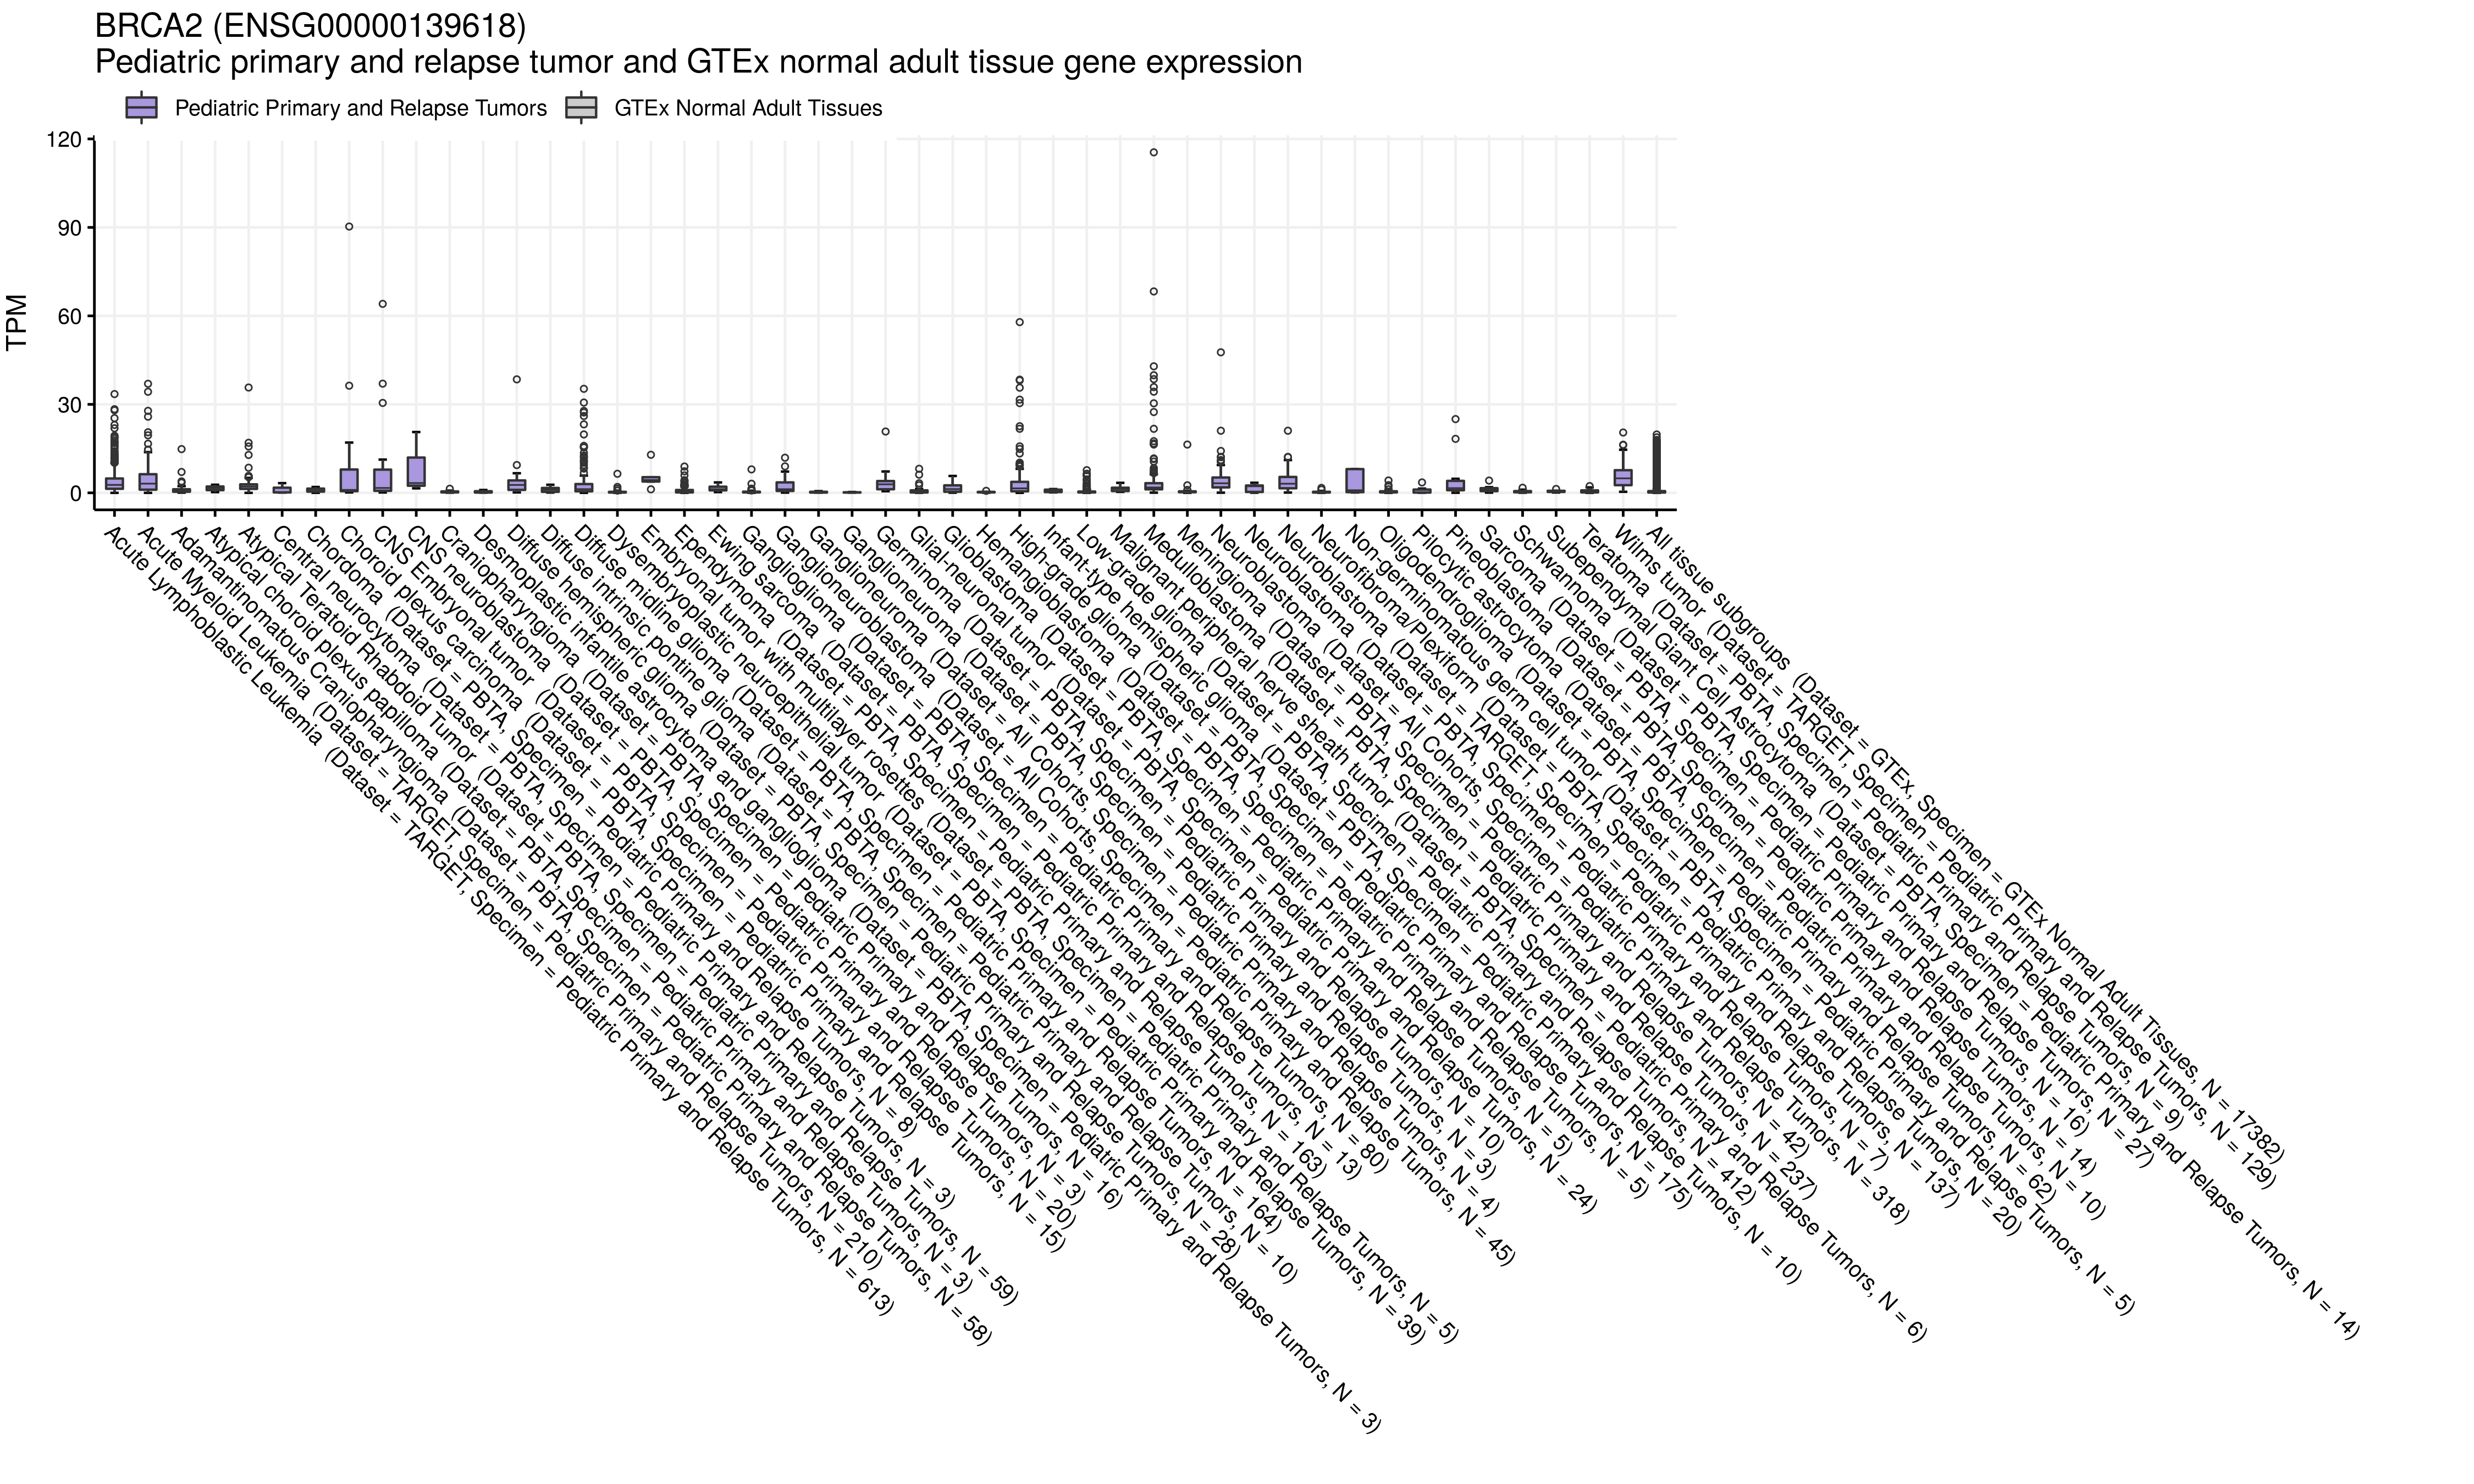 BRCA2 (ENSG00000139618)
Pediatric primary and relapse tumor and GTEx normal adult tissue gene expression
Pediatric Primary and Relapse Tumors
GTEx Normal Adult Tissues
TPM
120
90
60
30
0
Acute Lymphoblastic Leukemia (Dataset = TARGET, Specimen = Pediatric Primary and Relapse Tumors, N = 613)
Acute Myeloid Leukemia (Dataset = TARGET, Specimen = Pediatric Primary and Relapse Tumors, N = 210)
Adamantinomatous Craniopharyngioma (Dataset = PBTA, Specimen = Pediatric Primary and Relapse Tumors, N = 58)
Atypical choroid plexus papilloma (Dataset = PBTA, Specimen = Pediatric Primary and Relapse Tumors, N = 3)
Atypical Teratoid Rhabdoid Tumor (Dataset = PBTA, Specimen = Pediatric Primary and Relapse Tumors, N = 59)
Central neurocytoma (Dataset = PBTA, Specimen = Pediatric Primary and Relapse Tumors, N = 3)
Chordoma (Dataset = PBTA, Specimen = Pediatric Primary and Relapse Tumors, N = 8)
Choroid plexus carcinoma (Dataset = PBTA, Specimen = Pediatric Primary and Relapse Tumors, N = 15)
CNS Embryonal tumor (Dataset = PBTA, Specimen = Pediatric Primary and Relapse Tumors, N = 20)
CNS neuroblastoma (Dataset = PBTA, Specimen = Pediatric Primary and Relapse Tumors, N = 3)
Craniopharyngioma (Dataset = PBTA, Specimen = Pediatric Primary and Relapse Tumors, N = 16)
Desmoplastic infantile astrocytoma and ganglioglioma (Dataset = PBTA, Specimen = Pediatric Primary and Relapse Tumors, N = 3)
Diffuse hemispheric glioma (Dataset = PBTA, Specimen = Pediatric Primary and Relapse Tumors, N = 28)
Diffuse intrinsic pontine glioma (Dataset = PBTA, Specimen = Pediatric Primary and Relapse Tumors, N = 10)
Diffuse midline glioma (Dataset = PBTA, Specimen = Pediatric Primary and Relapse Tumors, N = 164)
Dysembryoplastic neuroepithelial tumor (Dataset = PBTA, Specimen = Pediatric Primary and Relapse Tumors, N = 39)
Embryonal tumor with multilayer rosettes (Dataset = PBTA, Specimen = Pediatric Primary and Relapse Tumors, N = 5)
Ependymoma (Dataset = PBTA, Specimen = Pediatric Primary and Relapse Tumors, N = 163)
Ewing sarcoma (Dataset = PBTA, Specimen = Pediatric Primary and Relapse Tumors, N = 13)
Ganglioglioma (Dataset = PBTA, Specimen = Pediatric Primary and Relapse Tumors, N = 80)
Ganglioneuroblastoma (Dataset = All Cohorts, Specimen = Pediatric Primary and Relapse Tumors, N = 45)
Ganglioneuroma (Dataset = All Cohorts, Specimen = Pediatric Primary and Relapse Tumors, N = 4)
Ganglioneuroma (Dataset = PBTA, Specimen = Pediatric Primary and Relapse Tumors, N = 3)
Germinoma (Dataset = PBTA, Specimen = Pediatric Primary and Relapse Tumors, N = 10)
Glial-neuronal tumor (Dataset = PBTA, Specimen = Pediatric Primary and Relapse Tumors, N = 24)
Glioblastoma (Dataset = PBTA, Specimen = Pediatric Primary and Relapse Tumors, N = 5)
Hemangioblastoma (Dataset = PBTA, Specimen = Pediatric Primary and Relapse Tumors, N = 5)
High-grade glioma (Dataset = PBTA, Specimen = Pediatric Primary and Relapse Tumors, N = 175)
Infant-type hemispheric glioma (Dataset = PBTA, Specimen = Pediatric Primary and Relapse Tumors, N = 10)
Low-grade glioma (Dataset = PBTA, Specimen = Pediatric Primary and Relapse Tumors, N = 412)
Malignant peripheral nerve sheath tumor (Dataset = PBTA, Specimen = Pediatric Primary and Relapse Tumors, N = 6)
Medulloblastoma (Dataset = PBTA, Specimen = Pediatric Primary and Relapse Tumors, N = 237)
Meningioma (Dataset = PBTA, Specimen = Pediatric Primary and Relapse Tumors, N = 42)
Neuroblastoma (Dataset = All Cohorts, Specimen = Pediatric Primary and Relapse Tumors, N = 318)
Neuroblastoma (Dataset = PBTA, Specimen = Pediatric Primary and Relapse Tumors, N = 7)
Neuroblastoma (Dataset = TARGET, Specimen = Pediatric Primary and Relapse Tumors, N = 137)
Neurofibroma/Plexiform (Dataset = PBTA, Specimen = Pediatric Primary and Relapse Tumors, N = 20)
Non-germinomatous germ cell tumor (Dataset = PBTA, Specimen = Pediatric Primary and Relapse Tumors, N = 5)
Oligodendroglioma (Dataset = PBTA, Specimen = Pediatric Primary and Relapse Tumors, N = 62)
Pilocytic astrocytoma (Dataset = PBTA, Specimen = Pediatric Primary and Relapse Tumors, N = 10)
Pineoblastoma (Dataset = PBTA, Specimen = Pediatric Primary and Relapse Tumors, N = 14)
Sarcoma (Dataset = PBTA, Specimen = Pediatric Primary and Relapse Tumors, N = 16)
Schwannoma (Dataset = PBTA, Specimen = Pediatric Primary and Relapse Tumors, N = 27)
Subependymal Giant Cell Astrocytoma (Dataset = PBTA, Specimen = Pediatric Primary and Relapse Tumors, N = 14)
Teratoma (Dataset = PBTA, Specimen = Pediatric Primary and Relapse Tumors, N = 9)
Wilms tumor (Dataset = TARGET, Specimen = Pediatric Primary and Relapse Tumors, N = 129)
All tissue subgroups (Dataset = GTEx, Specimen = GTEx Normal Adult Tissues, N = 17382)